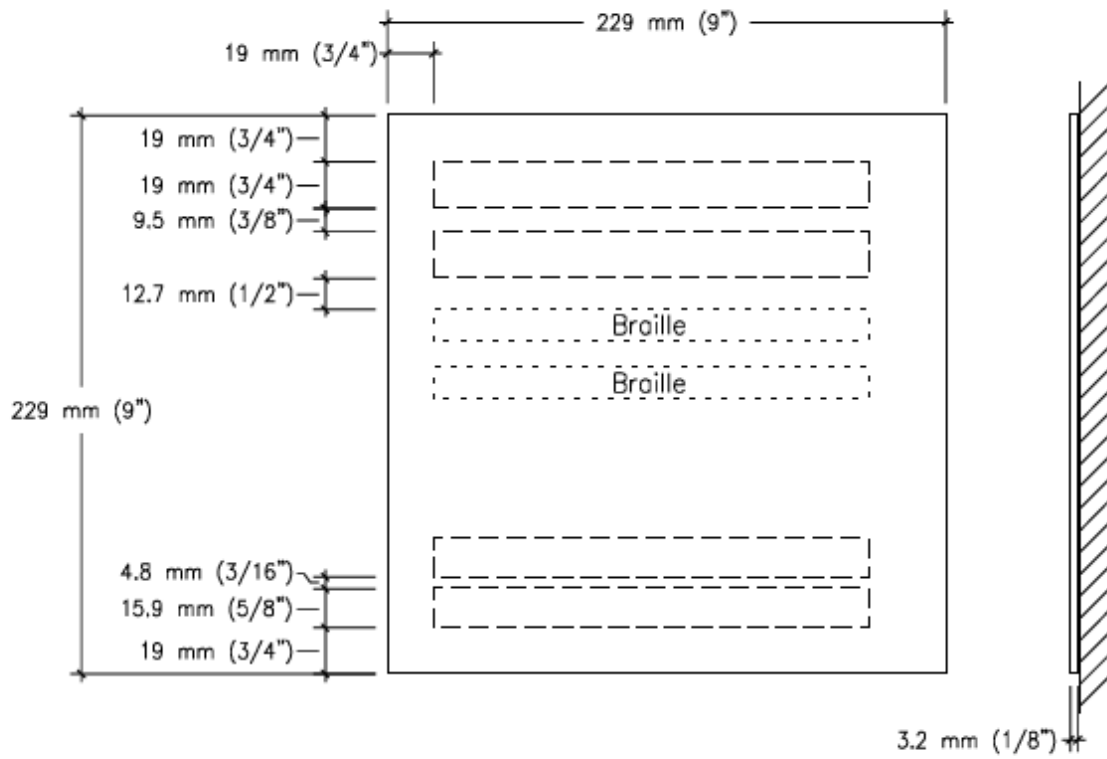 229 mm (9")
19 mm (3/4")
19 mm (3/4")
19 mm (3/4")
9.5 mm (3/8")
12.7 mm (1/2")
Braille
Braille
229 mm (9")
4.8 mm (3/16")
15.9 mm (5/8")
19 mm (3/4")
3.2 mm (1/8")